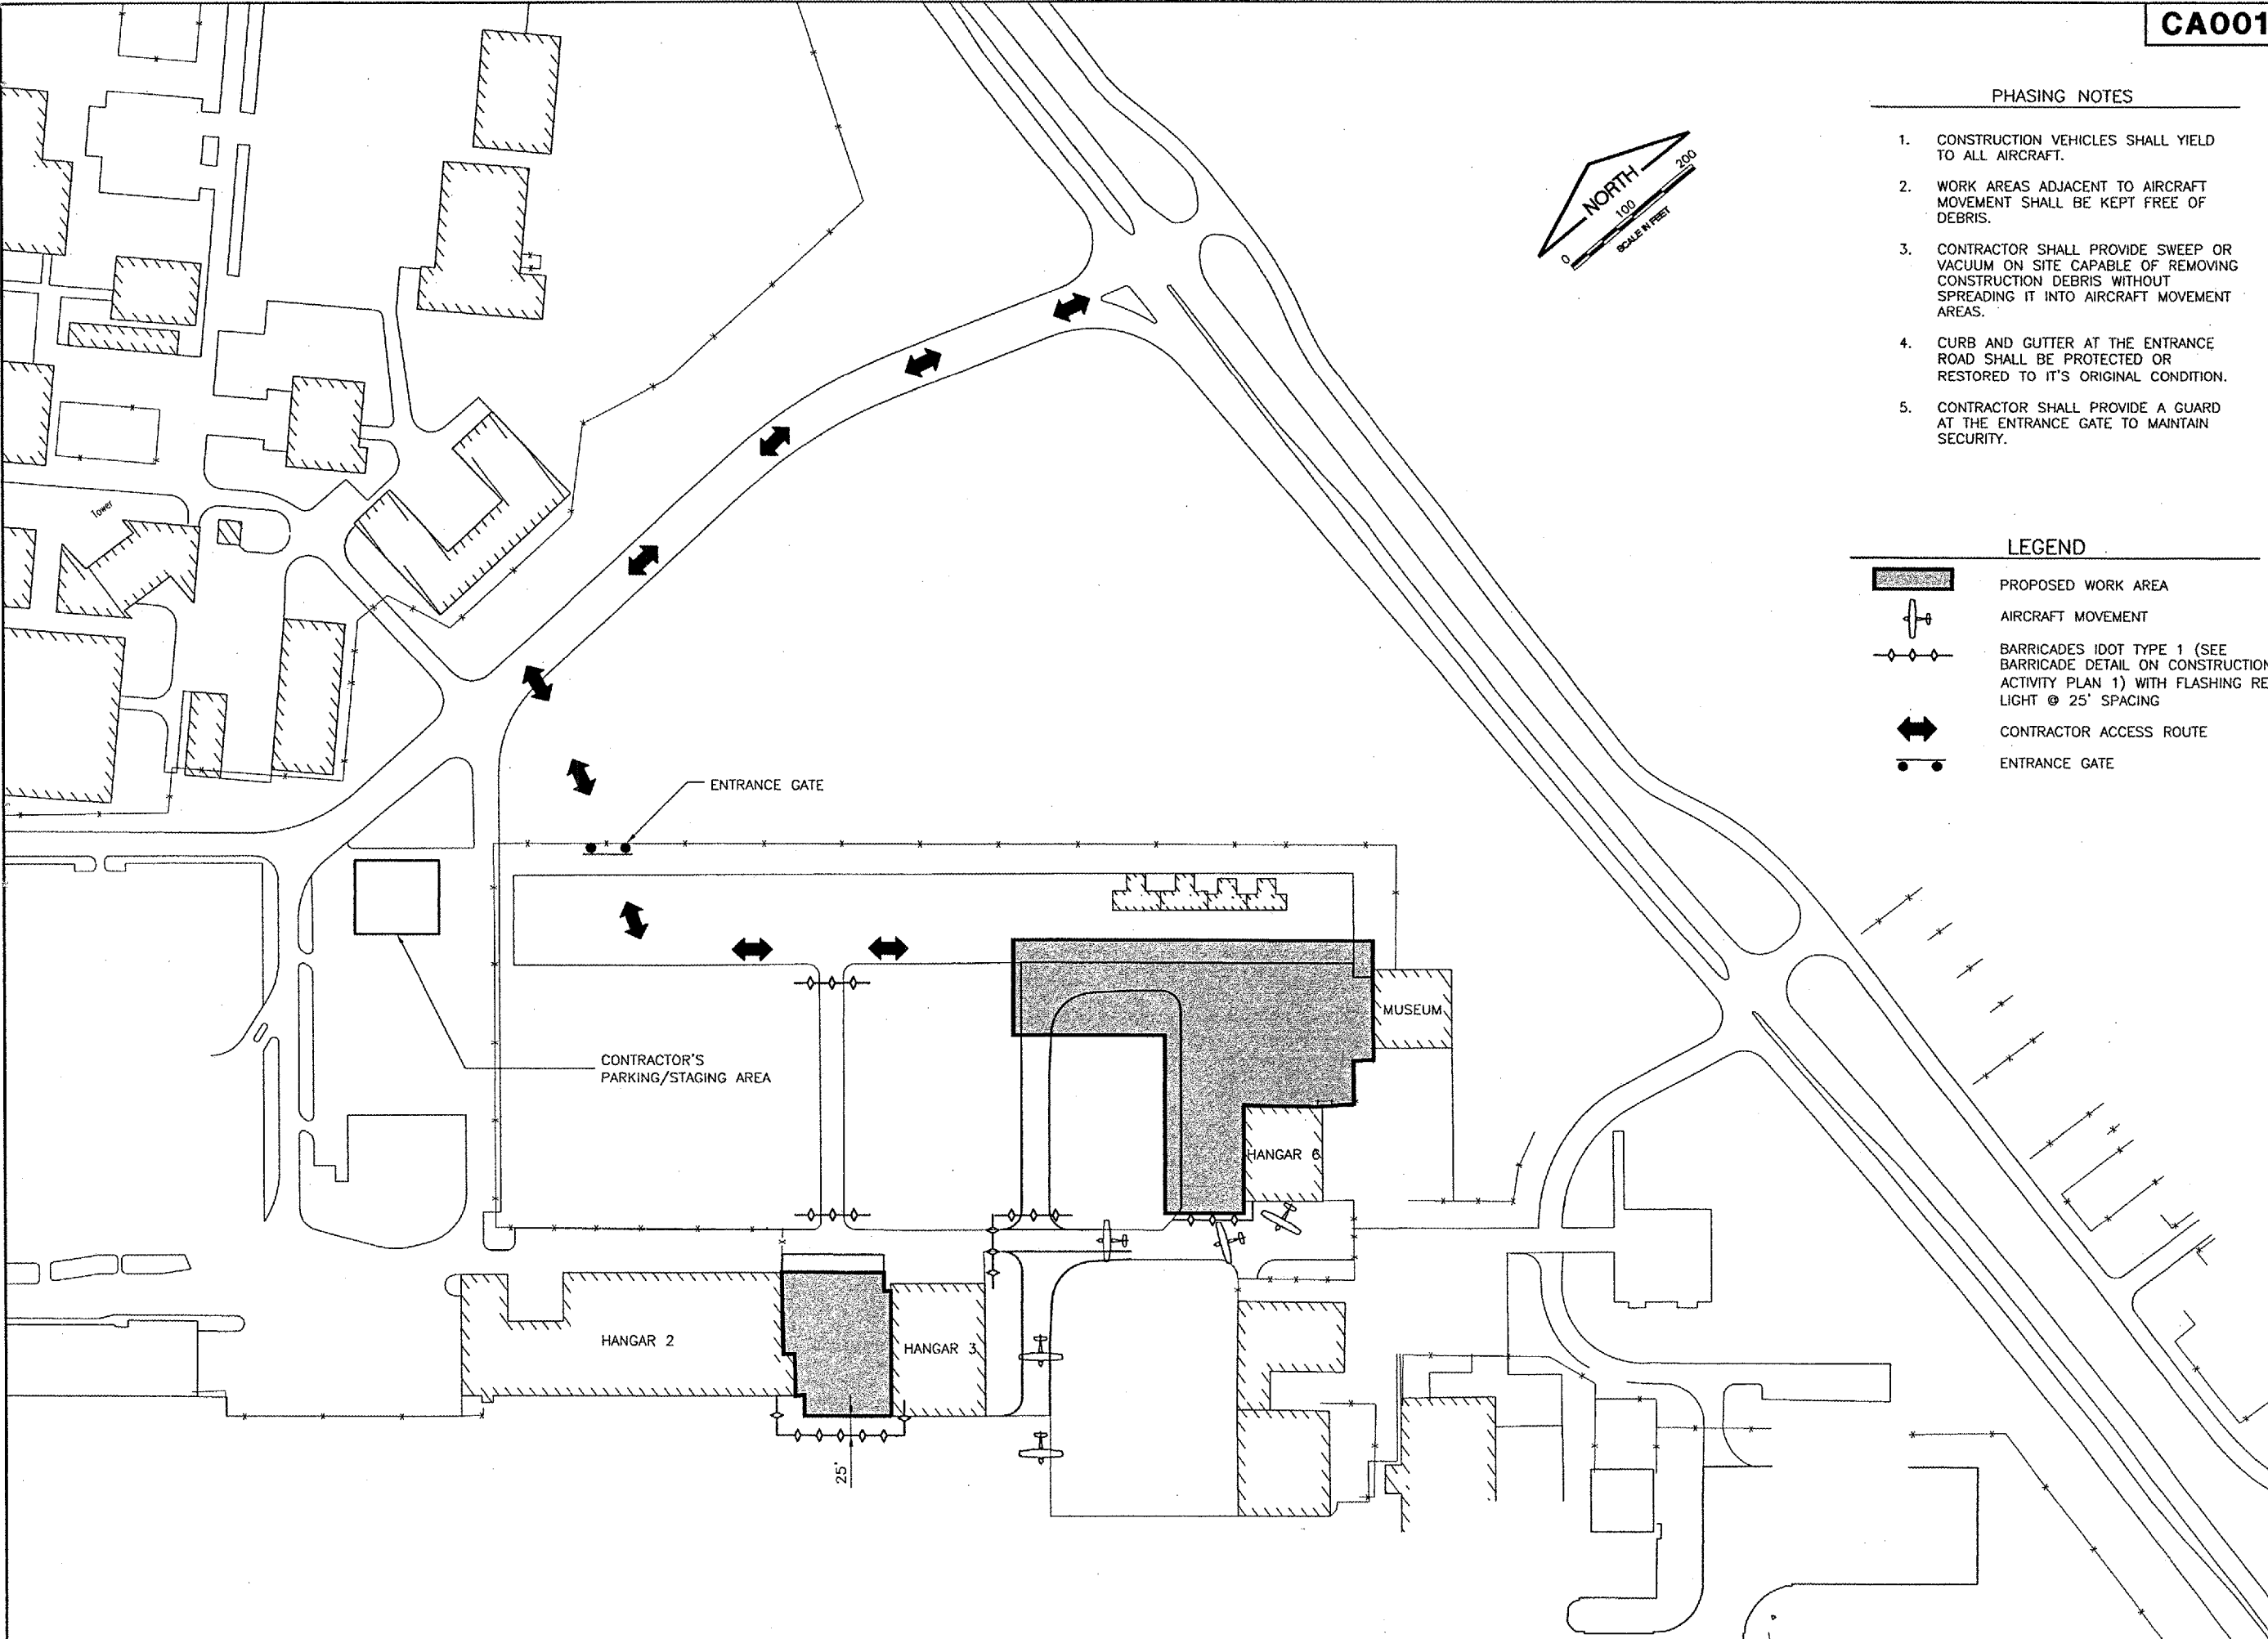 CA001
PHASING NOTES
1. CONSTRUCTION VEHICLES SHALL YIELD
TO ALL AIRCRAFT.
2. WORK AREAS ADJACENT TO AIRCRAFT
MOVEMENT SHALL BE KEPT FREE OF
DEBRIS.
3. CONTRACTOR SHALL PROVIDE SWEEP OR
VACUUM ON SITE CAPABLE OF REMOVING
CONSTRUCTION DEBRIS WITHOUT
SPREADING IT INTO AIRCRAFT MOVEMENT
AREAS.
4. CURB AND GUTTER AT THE ENTRANCE
ROAD SHALL BE PROTECTED OR
RESTORED TO IT'S ORIGINAL CONDITION.
5. CONTRACTOR SHALL PROVIDE A GUARD
AT THE ENTRANCE GATE TO MAINTAIN
SECURITY.
NORTH
0 100 200
SCALE IN FEET
LEGEND
PROPOSED WORK AREA
AIRCRAFT MOVEMENT
BARRICADES IDOT TYPE 1 (SEE
BARRICADE DETAIL ON CONSTRUCTION
ACTIVITY PLAN 1) WITH FLASHING RE
LIGHT @ 25' SPACING
CONTRACTOR ACCESS ROUTE
ENTRANCE GATE
Tower
ENTRANCE GATE
MUSEUM
CONTRACTOR'S
PARKING/STAGING AREA
HANGAR 6
HANGAR 2
HANGAR 3
25'